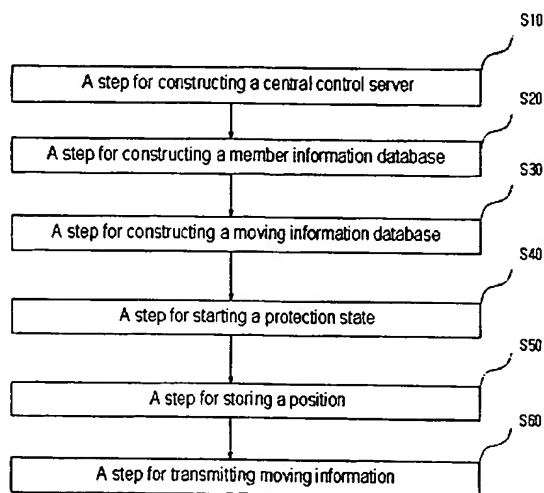 S10
A step for constructing a central control server
S20
A step for constructing a member information database
S30
A step for constructing a moving information database
S40
A step for starting a protection state
S50
A step for storing a position
S60
A step for transmitting moving information